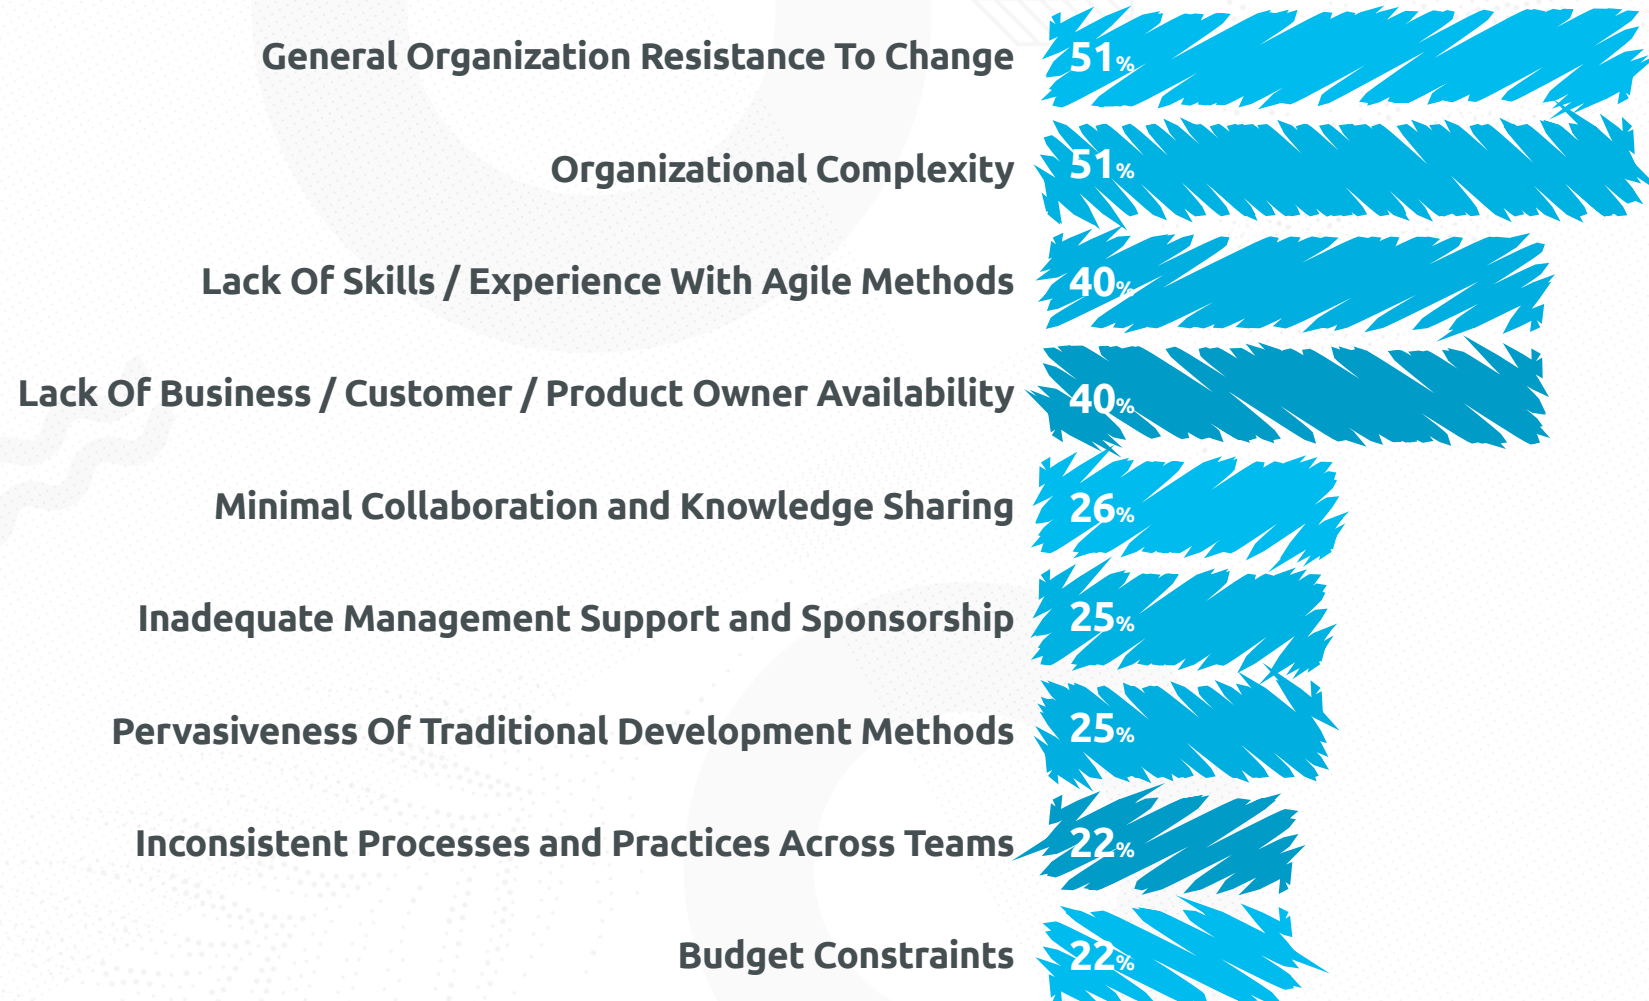 General Organization Resistance To Change 51%
Organizational Complexity 51%
Lack Of Skills / Experience With Agile Methods 40%
Lack Of Business / Customer / Product Owner Availability 40%
Minimal Collaboration and Knowledge Sharing 26%
Inadequate Management Support and Sponsorship 25%
Pervasiveness Of Traditional Development Methods 25%
Inconsistent Processes and Practices Across Teams 22%
Budget Constraints 22%